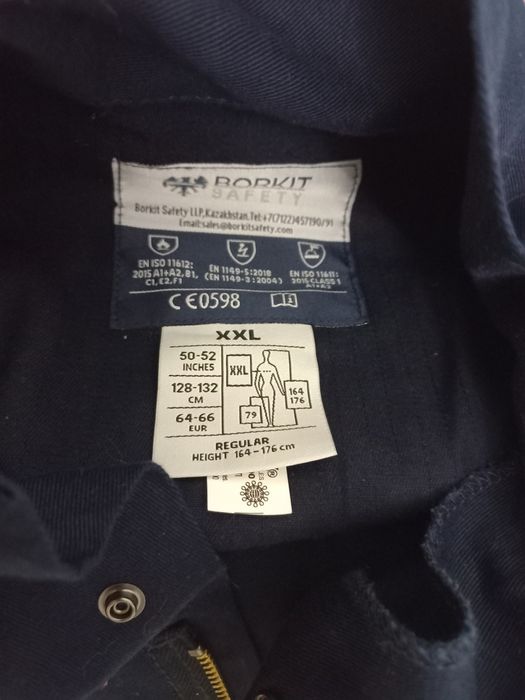 BORKIT
SAFETY
Borkit Safety LLP, Kazakhstan. Tel: +7(7122)457190/91
Email: sales@borkitsafety.com
EN ISO 11612:
2015 A1+A2, B1,
C1, E2, F1
EN 1149-5:2018
(EN 1149-3:2004)
EN ISO 11611:
2015 CLASS 1
A1+A2
CE0598
i
XXL
50-52
INCHES
128-132
CM
64-66
EUR
XXL
164
176
79
REGULAR
HEIGHT 164-176 cm